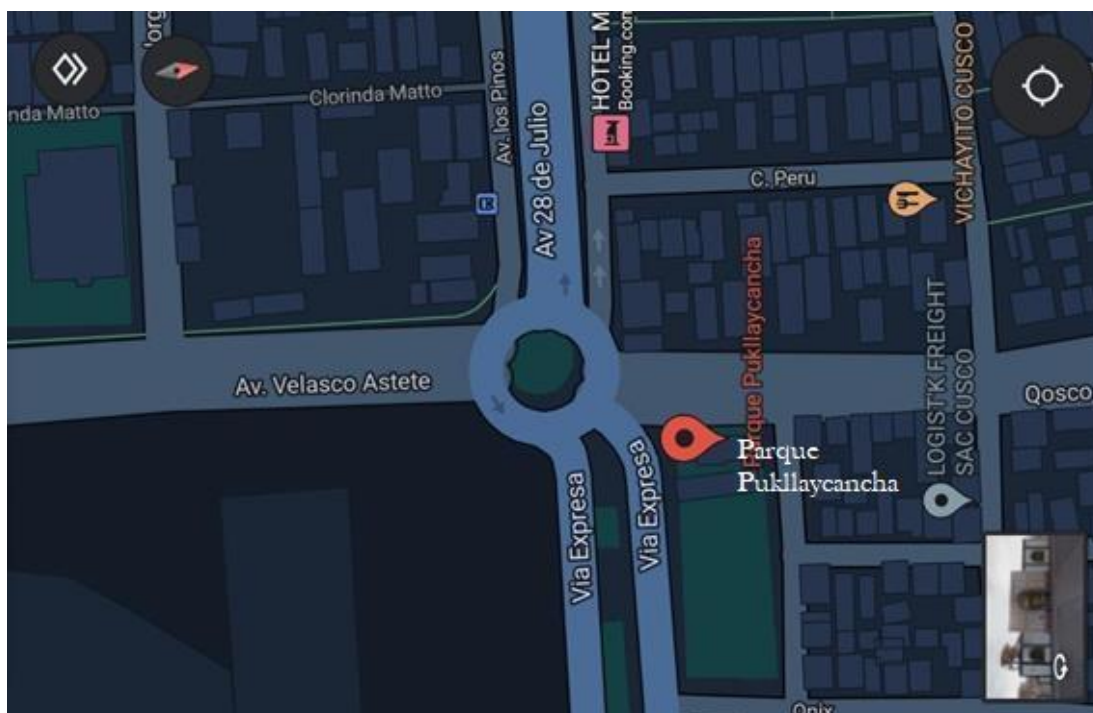 Clorinda Matto
nda Matto
Av. los Pinos
Av 28 de Julio
HOTEL M
Booking.com
C. Peru
VICHAYITO CUSCO
Parque Pukllaycancha
Av. Velasco Astete
LOGIST'K FREIGHT
SAC CUSCO
Qosco
Parque
Pukllaycancha
Via Expresa
Via Expresa
Onix